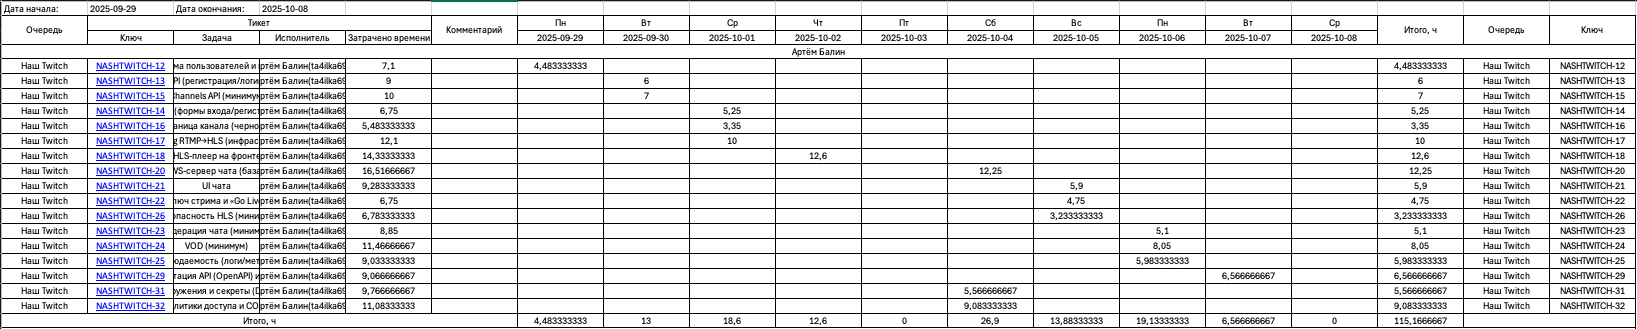 Дата начала: 2025-09-29 Дата окончания: 2025-10-08
Очередь Тикет Комментарий Пн Вт Ср Чт Пт Сб Вс Пн Вт Ср Итого, ч Очередь Ключ
Ключ Задача Исполнитель Затрачено времени 2025-09-29 2025-09-30 2025-10-01 2025-10-02 2025-10-03 2025-10-04 2025-10-05 2025-10-06 2025-10-07 2025-10-08
Артём Балин
Наш Twitch NASHTWITCH-12 ма пользователей и ртём Балин(ta4ilka69 7,1 4,483333333 4,483333333 Наш Twitch NASHTWITCH-12
Наш Twitch NASHTWITCH-13 PI (регистрация/логи ртём Балин(ta4ilka69 9 6 6 Наш Twitch NASHTWITCH-13
Наш Twitch NASHTWITCH-15 hannels API (миниму ртём Балин(ta4ilka69 10 7 7 Наш Twitch NASHTWITCH-15
Наш Twitch NASHTWITCH-14 (формы входа/регист ртём Балин(ta4ilka69 6,75 5,25 5,25 Наш Twitch NASHTWITCH-14
Наш Twitch NASHTWITCH-16 аница канала (черно ртём Балин(ta4ilka69 5,483333333 3,35 3,35 Наш Twitch NASHTWITCH-16
Наш Twitch NASHTWITCH-17 g RTMP→HLS (инфрас ртём Балин(ta4ilka69 12,1 10 10 Наш Twitch NASHTWITCH-17
Наш Twitch NASHTWITCH-18 HLS-плеер на фронте ртём Балин(ta4ilka69 14,33333333 12,6 12,6 Наш Twitch NASHTWITCH-18
Наш Twitch NASHTWITCH-20 WS-сервер чата (база ртём Балин(ta4ilka69 16,51666667 12,25 12,25 Наш Twitch NASHTWITCH-20
Наш Twitch NASHTWITCH-21 UI чата ртём Балин(ta4ilka69 9,283333333 5,9 5,9 Наш Twitch NASHTWITCH-21
Наш Twitch NASHTWITCH-22 люч стрима и «Go Liv ртём Балин(ta4ilka69 6,75 4,75 4,75 Наш Twitch NASHTWITCH-22
Наш Twitch NASHTWITCH-26 опасность HLS (мини ртём Балин(ta4ilka69 6,783333333 3,233333333 3,233333333 Наш Twitch NASHTWITCH-26
Наш Twitch NASHTWITCH-23 дерация чата (миним ртём Балин(ta4ilka69 8,85 5,1 5,1 Наш Twitch NASHTWITCH-23
Наш Twitch NASHTWITCH-24 VOD (минимум) ртём Балин(ta4ilka69 11,46666667 8,05 8,05 Наш Twitch NASHTWITCH-24
Наш Twitch NASHTWITCH-25 юдаемость (логи/мет ртём Балин(ta4ilka69 9,033333333 5,983333333 5,983333333 Наш Twitch NASHTWITCH-25
Наш Twitch NASHTWITCH-29 тация API (OpenAPI) и ртём Балин(ta4ilka69 9,066666667 6,566666667 6,566666667 Наш Twitch NASHTWITCH-29
Наш Twitch NASHTWITCH-31 ружения и секреты (D ртём Балин(ta4ilka69 9,766666667 5,566666667 5,566666667 Наш Twitch NASHTWITCH-31
Наш Twitch NASHTWITCH-32 литики доступа и CO ртём Балин(ta4ilka69 11,08333333 9,083333333 9,083333333 Наш Twitch NASHTWITCH-32
Итого, ч 4,483333333 13 18,6 12,6 0 26,9 13,88333333 19,13333333 6,566666667 0 115,1666667